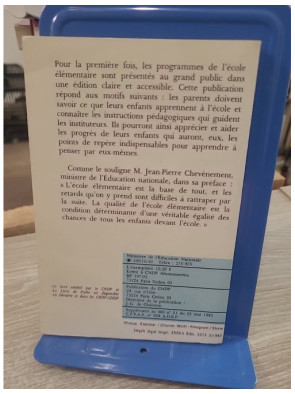 Pour la première fois, les programmes de l'école
élémentaire sont présentés au grand public dans
une édition claire et accessible. Cette publication
répond aux motifs suivants : les parents doivent
savoir ce que leurs enfants apprennent à l'école et
connaître les instructions pédagogiques qui guident
les instituteurs. Ils pourront ainsi apprécier et aider
les progrès de leurs enfants qui auront, eux, les
points de repère indispensables pour apprendre à
penser par eux-mêmes.
Comme le souligne M. Jean-Pierre Chevènement,
ministre de l'Éducation nationale, dans sa préface :
« L'école élémentaire est la base de tout, et les
retards qu'on y prend sont difficiles à rattraper par
la suite. La qualité de l'école élémentaire est la
condition déterminante d'une véritable égalité des
chances de tous les enfants devant l'école. »
Ministère de l'Éducation Nationale